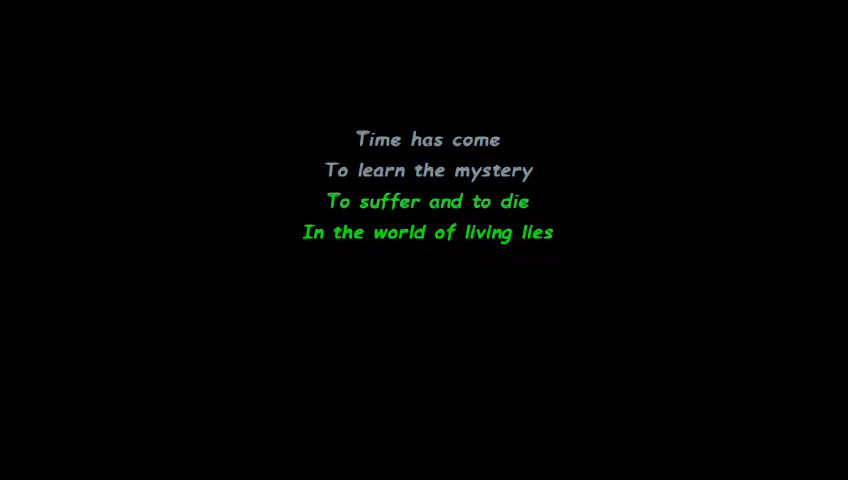 Time has come
To learn the mystery
To suffer and to die
In the world of living lies